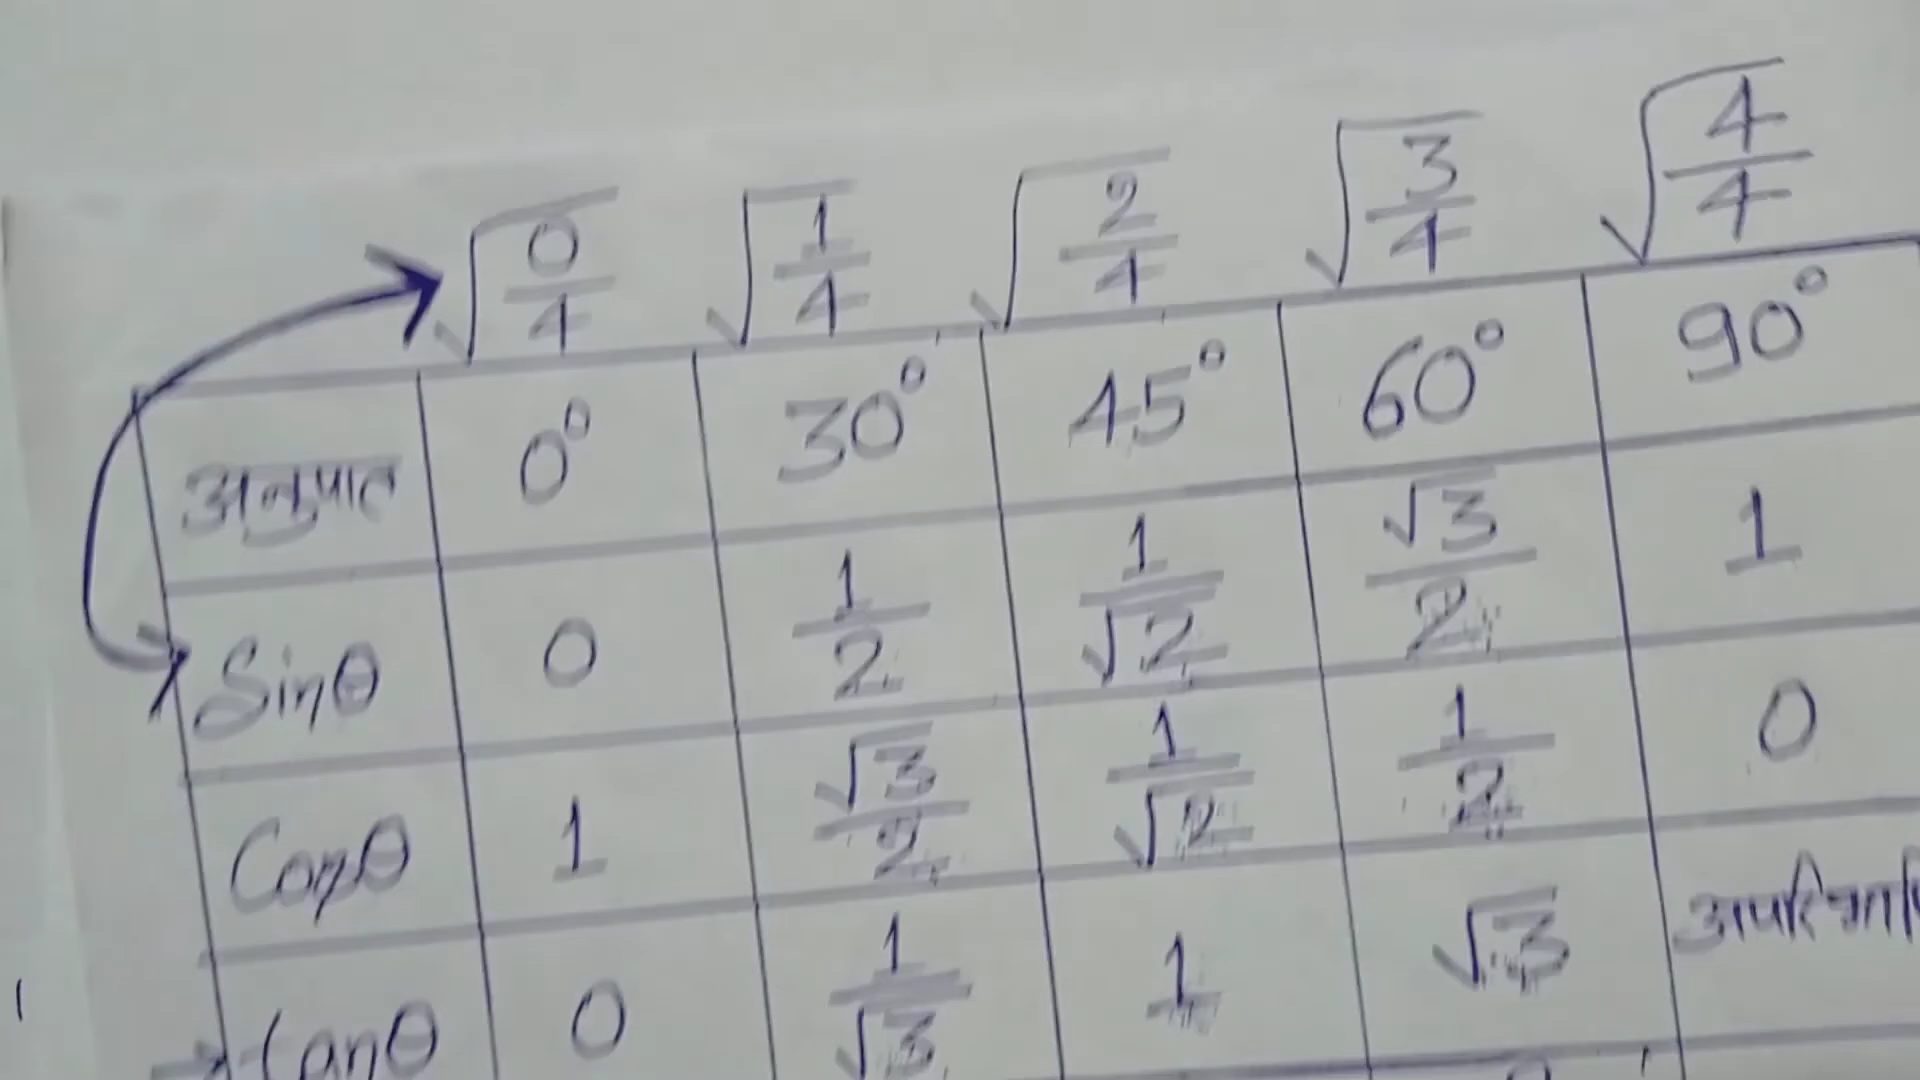 √0/4 √1/4 √2/4 √3/4 √4/4
अनुपात 0° 30° 45° 60° 90°
Sinθ 0 1/2 1/√2 √3/2 1
Cosθ 1 √3/2 1/√2 1/2 0
tanθ 0 1/√3 1 √3